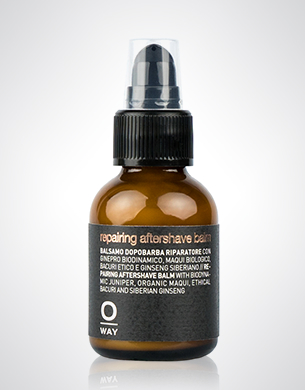 repairing aftershave balm
BALSAMO DOPOBARBA RIPARATORE CON
GINEPRO BIODINAMICO, MAQUI BIOLOGICO,
BACURI ETICO E GINSENG SIBERIANO // RE-
PAIRING AFTERSHAVE BALM WITH BIODYNA-
MIC JUNIPER, ORGANIC MAQUI, ETHICAL
BACURI AND SIBERIAN GINSENG
O
WAY